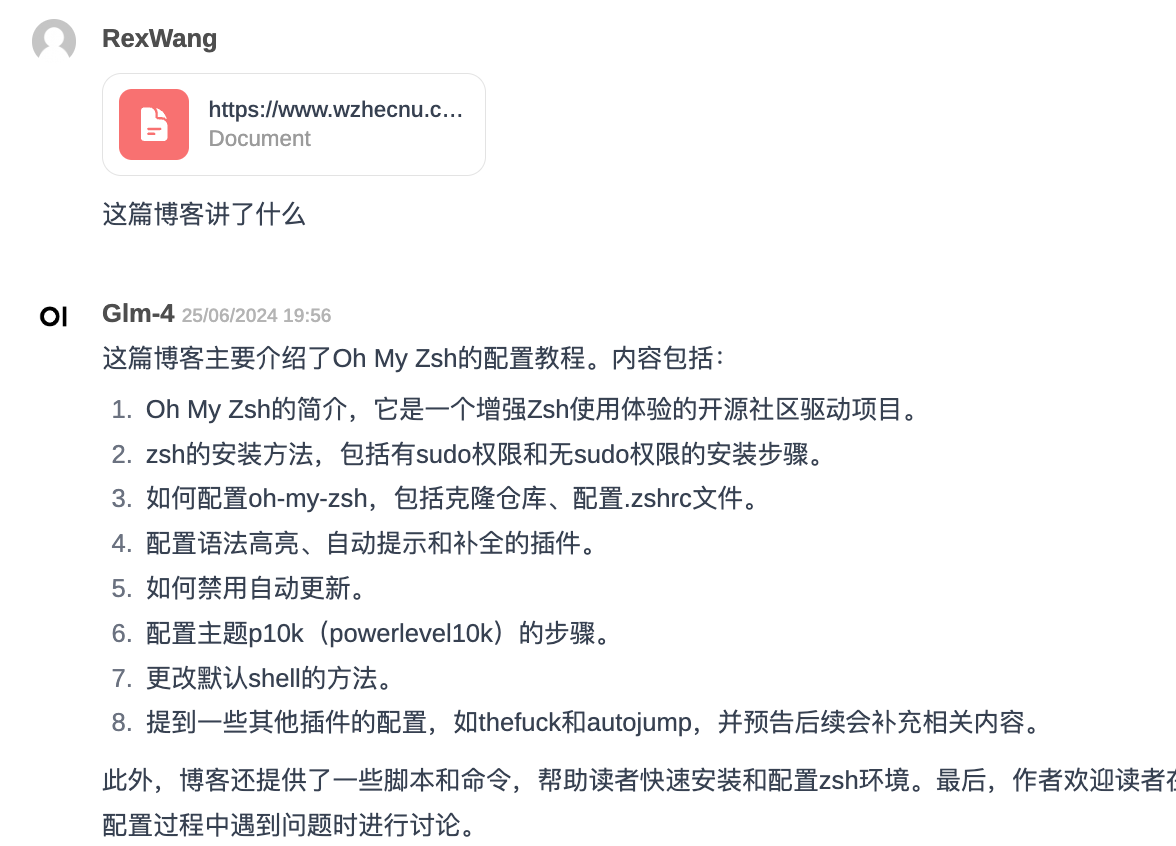 RexWang
https://www.wzhecnu.c...
Document
这篇博客讲了什么
OI
Glm-4 25/06/2024 19:56
这篇博客主要介绍了Oh My Zsh的配置教程。内容包括：
1. Oh My Zsh的简介，它是一个增强Zsh使用体验的开源社区驱动项目。
2. zsh的安装方法，包括有sudo权限和无sudo权限的安装步骤。
3. 如何配置oh-my-zsh，包括克隆仓库、配置.zshrc文件。
4. 配置语法高亮、自动提示和补全的插件。
5. 如何禁用自动更新。
6. 配置主题p10k（powerlevel10k）的步骤。
7. 更改默认shell的方法。
8. 提到一些其他插件的配置，如thefuck和autojump，并预告后续会补充相关内容。
此外，博客还提供了一些脚本和命令，帮助读者快速安装和配置zsh环境。最后，作者欢迎读者在
配置过程中遇到问题时进行讨论。